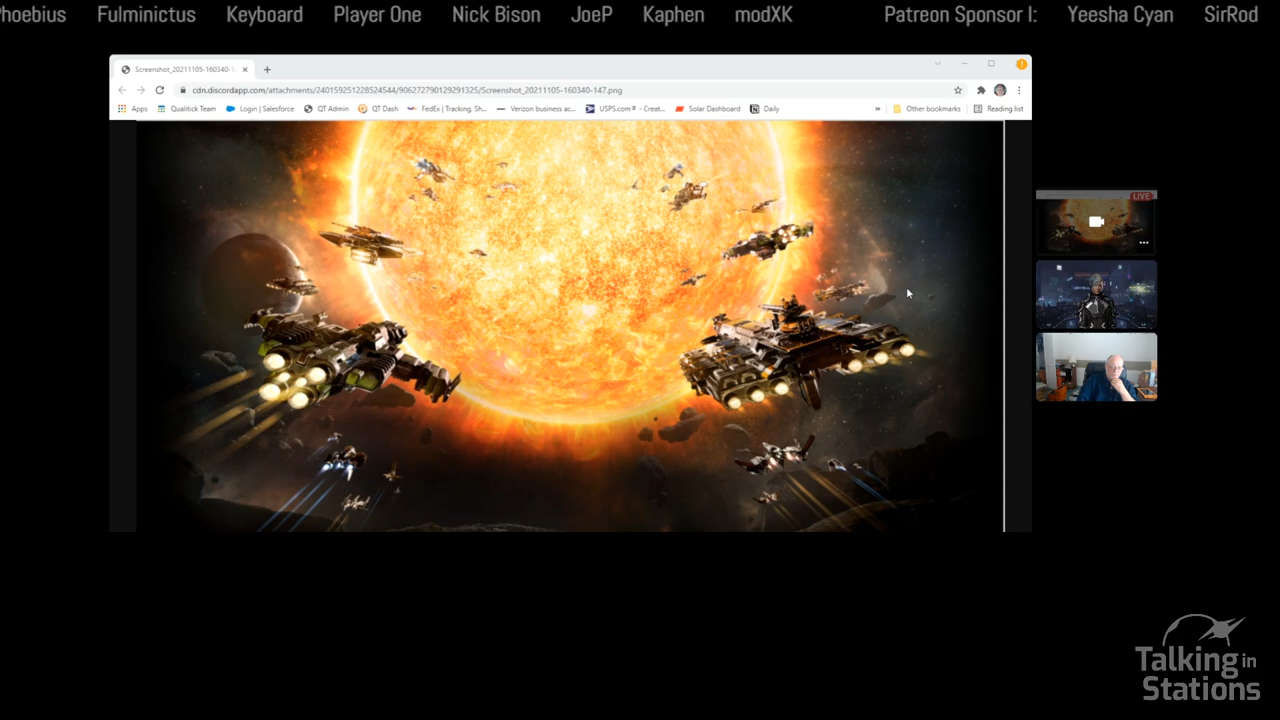 Phoebius Fulminictus Keyboard Player One Nick Bison JoeP Kaphen modXK Patreon Sponsor I: Yeesha Cyan SirRod
Screenshot_20211105-160340-1
cdn.discordapp.com/attachments/240159251228524544/906272790129291325/Screenshot_20211105-160340-147.png
Apps Qualitick Team Login | Salesforce QT Admin QT Dash FedEx | Tracking, Sh... Verizon business ac... USPS.com® - Creat... Solar Dashboard Daily » Other bookmarks Reading list
LIVE
Talking in
Stations